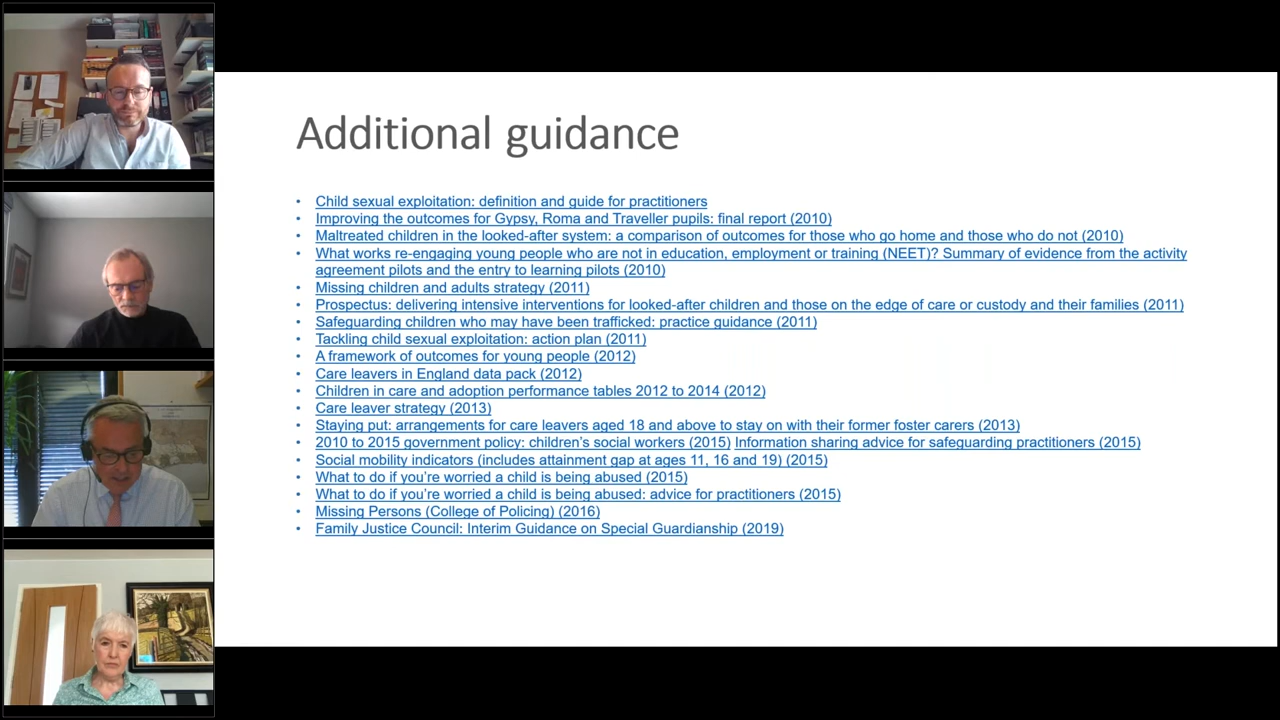 Additional guidance
• Child sexual exploitation: definition and guide for practitioners
• Improving the outcomes for Gypsy, Roma and Traveller pupils: final report (2010)
• Maltreated children in the looked-after system: a comparison of outcomes for those who go home and those who do not (2010)
• What works re-engaging young people who are not in education, employment or training (NEET)? Summary of evidence from the activity
agreement pilots and the entry to learning pilots (2010)
• Missing children and adults strategy (2011)
• Prospectus: delivering intensive interventions for looked-after children and those on the edge of care or custody and their families (2011)
• Safeguarding children who may have been trafficked: practice guidance (2011)
• Tackling child sexual exploitation: action plan (2011)
• A framework of outcomes for young people (2012)
• Care leavers in England data pack (2012)
• Children in care and adoption performance tables 2012 to 2014 (2012)
• Care leaver strategy (2013)
• Staying put: arrangements for care leavers aged 18 and above to stay on with their former foster carers (2013)
• 2010 to 2015 government policy: children’s social workers (2015) Information sharing advice for safeguarding practitioners (2015)
• Social mobility indicators (includes attainment gap at ages 11, 16 and 19) (2015)
• What to do if you’re worried a child is being abused (2015)
• What to do if you’re worried a child is being abused: advice for practitioners (2015)
• Missing Persons (College of Policing) (2016)
• Family Justice Council: Interim Guidance on Special Guardianship (2019)